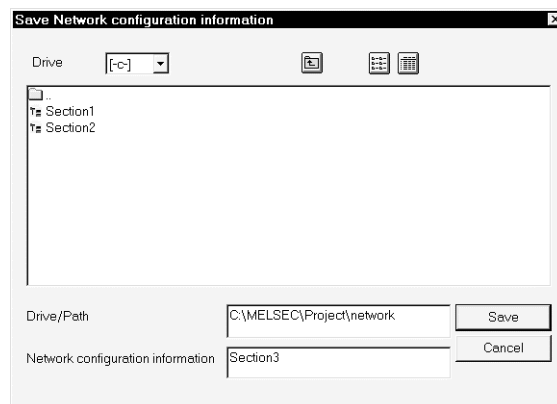 Save Network configuration information
Drive [-c-]
..
Section1
Section2
Drive/Path C:\MELSEC\Project\network Save
Cancel
Network configuration information Section3